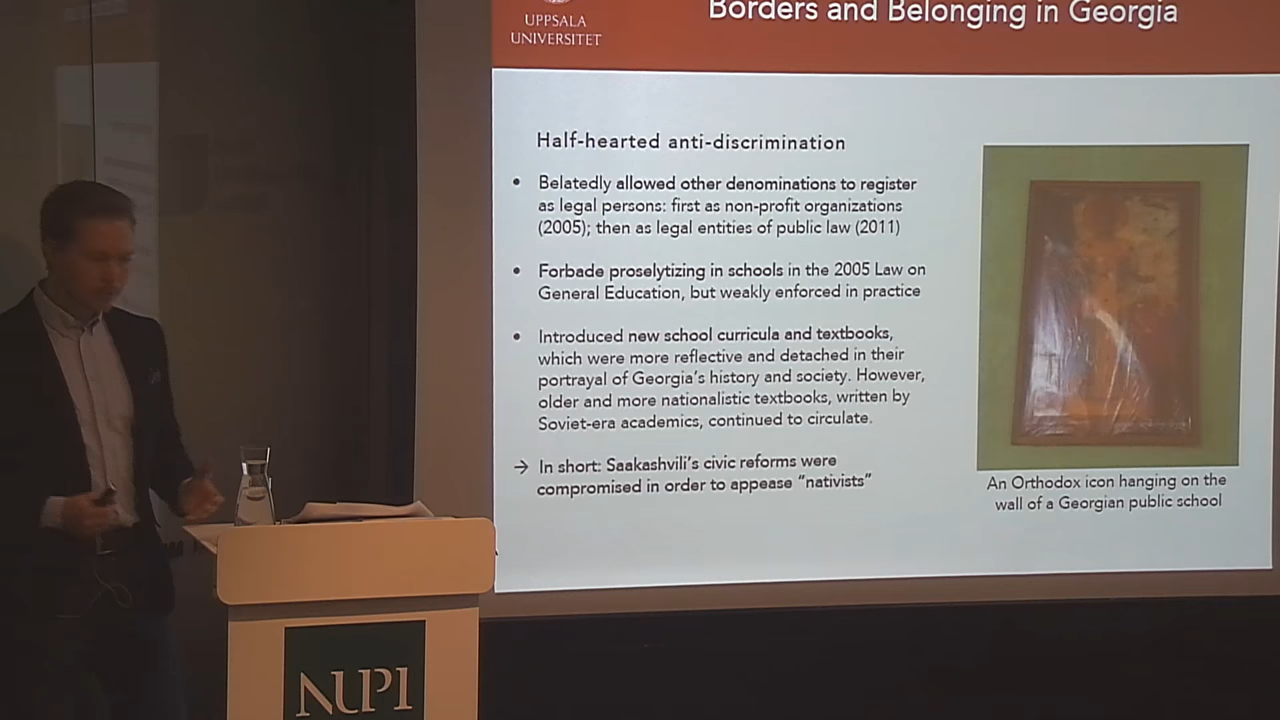 UPPSALA
UNIVERSITET
Borders and Belonging in Georgia
Half-hearted anti-discrimination
• Belatedly allowed other denominations to register
as legal persons: first as non-profit organizations
(2005); then as legal entities of public law (2011)
• Forbade proselytizing in schools in the 2005 Law on
General Education, but weakly enforced in practice
• Introduced new school curricula and textbooks,
which were more reflective and detached in their
portrayal of Georgia's history and society. However,
older and more nationalistic textbooks, written by
Soviet-era academics, continued to circulate.
→ In short: Saakashvili's civic reforms were
compromised in order to appease "nativists"
An Orthodox icon hanging on the
wall of a Georgian public school
NUPI